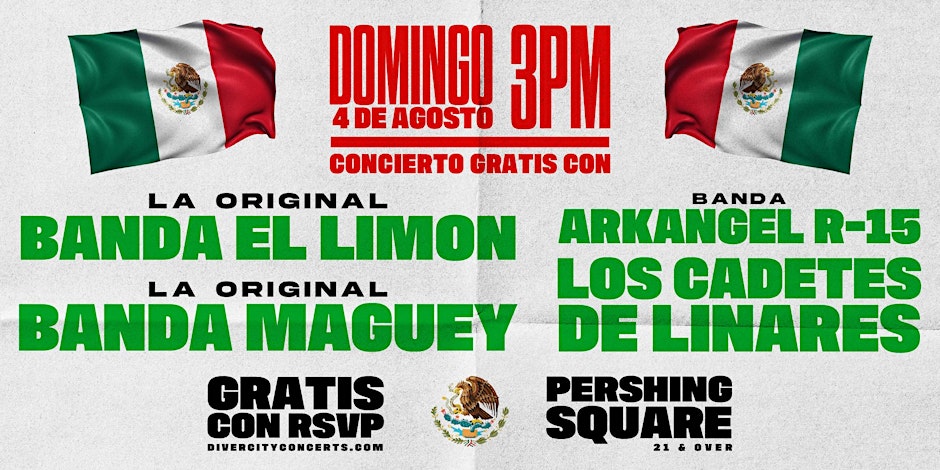 DOMINGO 3PM
4 DE AGOSTO
CONCIERTO GRATIS CON
LA ORIGINAL
BANDA EL LIMON
LA ORIGINAL
BANDA MAGUEY
BANDA
ARKANGEL R-15
LOS CADETES
DE LINARES
GRATIS
CON RSVP
DIVERCITYCONCERTS.COM
PERSHING
SQUARE
21 & OVER